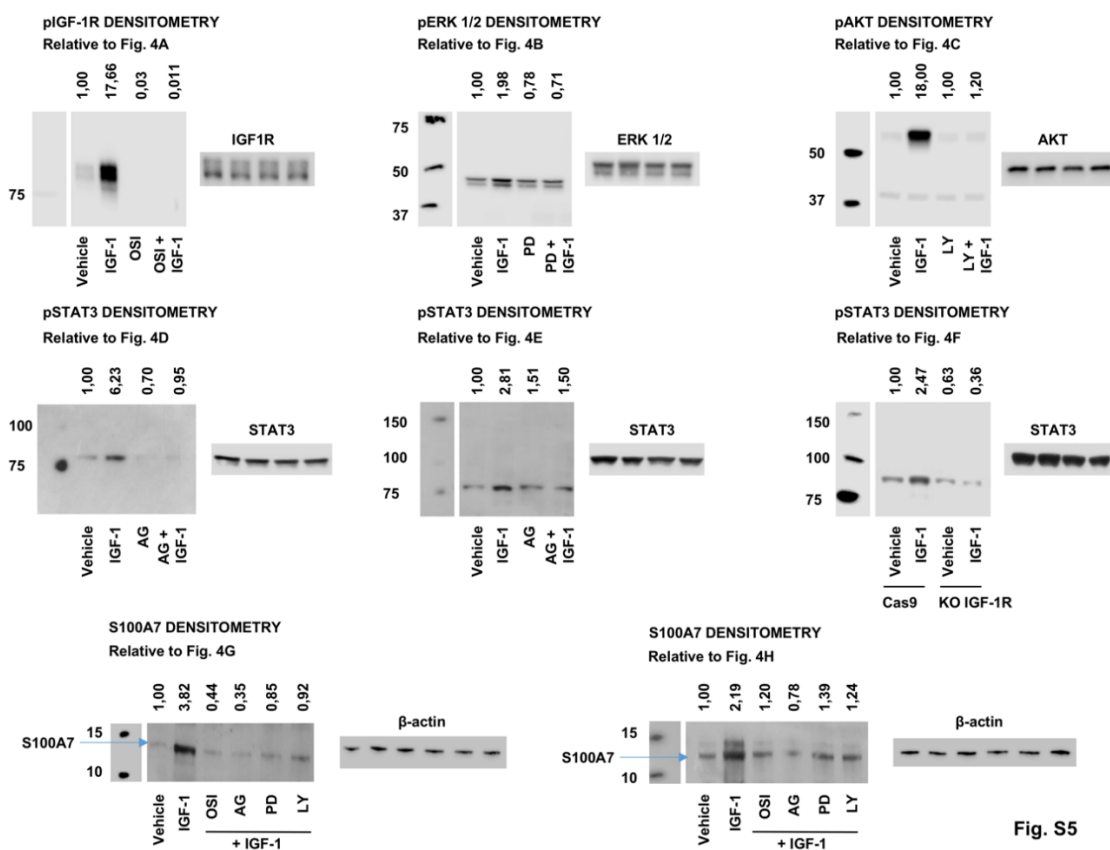 pIGF-1R DENSITOMETRY
Relative to Fig. 4A
1,00 17,66 0,03 0,011
75
IGF1R
Vehicle IGF-1 OSI OSI + IGF-1
pERK 1/2 DENSITOMETRY
Relative to Fig. 4B
1,00 1,98 0,78 0,71
75
50
37
ERK 1/2
Vehicle IGF-1 PD PD + IGF-1
pAKT DENSITOMETRY
Relative to Fig. 4C
1,00 18,00 1,00 1,20
50
37
AKT
Vehicle IGF-1 LY LY + IGF-1
pSTAT3 DENSITOMETRY
Relative to Fig. 4D
1,00 6,23 0,70 0,95
100
75
STAT3
Vehicle IGF-1 AG AG + IGF-1
pSTAT3 DENSITOMETRY
Relative to Fig. 4E
1,00 2,81 1,51 1,50
150
100
75
STAT3
Vehicle IGF-1 AG AG + IGF-1
pSTAT3 DENSITOMETRY
Relative to Fig. 4F
1,00 2,47 0,63 0,36
150
100
75
STAT3
Vehicle IGF-1 Vehicle IGF-1
Cas9 KO IGF-1R
S100A7 DENSITOMETRY
Relative to Fig. 4G
1,00 3,82 0,44 0,35 0,85 0,92
15
S100A7
10
β-actin
Vehicle IGF-1 OSI AG PD LY
+ IGF-1
S100A7 DENSITOMETRY
Relative to Fig. 4H
1,00 2,19 1,20 0,78 1,39 1,24
15
S100A7
10
β-actin
Vehicle IGF-1 OSI AG PD LY
+ IGF-1
Fig. S5